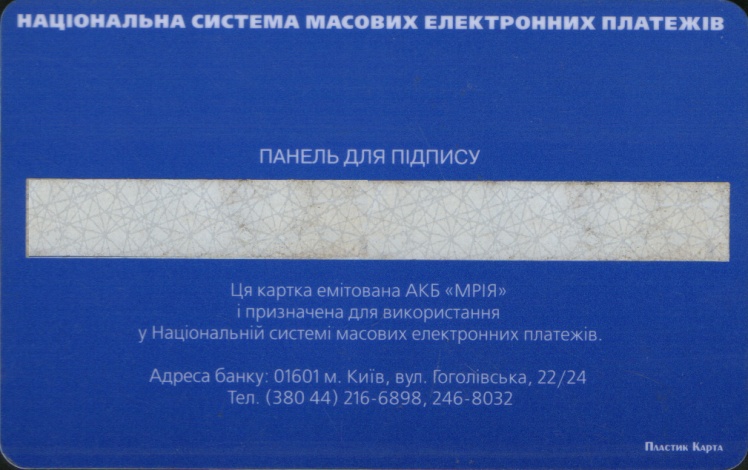 НАЦІОНАЛЬНА СИСТЕМА МАСОВИХ ЕЛЕКТРОННИХ ПЛАТЕЖІВ
ПАНЕЛЬ ДЛЯ ПІДПИСУ
Ця картка емітована АКБ «МРІЯ»
і призначена для використання
у Національній системі масових електронних платежів.
Адреса банку: 01601 м. Київ, вул. Гоголівська, 22/24
Тел. (380 44) 216-6898, 246-8032
Пластик Карта